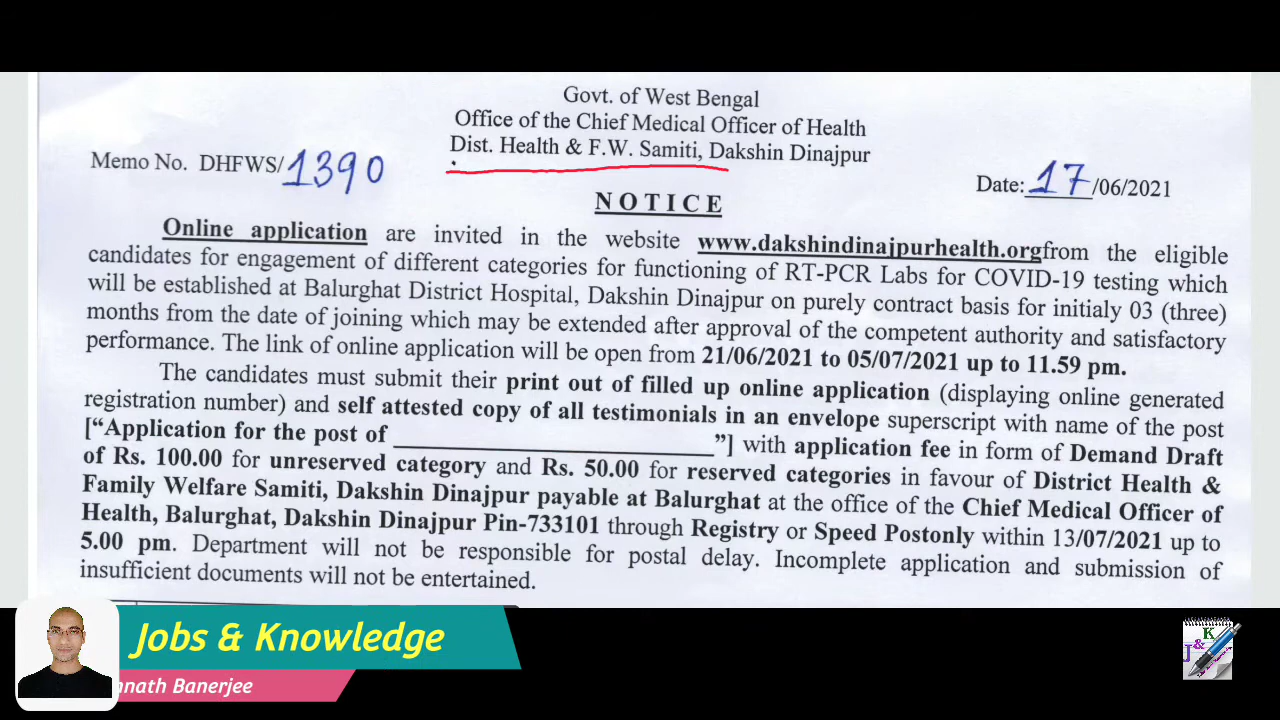 Govt. of West Bengal
Office of the Chief Medical Officer of Health
Dist. Health & F.W. Samiti, Dakshin Dinajpur
Memo No. DHFWS/1390
Date: 17/06/2021
NOTICE
Online application are invited in the website www.dakshindinajpurhealth.orgfrom the eligible
candidates for engagement of different categories for functioning of RT-PCR Labs for COVID-19 testing which
will be established at Balurghat District Hospital, Dakshin Dinajpur on purely contract basis for initialy 03 (three)
months from the date of joining which may be extended after approval of the competent authority and satisfactory
performance. The link of online application will be open from 21/06/2021 to 05/07/2021 up to 11.59 pm.
The candidates must submit their print out of filled up online application (displaying online generated
registration number) and self attested copy of all testimonials in an envelope superscript with name of the post
["Application for the post of ____________________"] with application fee in form of Demand Draft
of Rs. 100.00 for unreserved category and Rs. 50.00 for reserved categories in favour of District Health &
Family Welfare Samiti, Dakshin Dinajpur payable at Balurghat at the office of the Chief Medical Officer of
Health, Balurghat, Dakshin Dinajpur Pin-733101 through Registry or Speed Postonly within 13/07/2021 up to
5.00 pm. Department will not be responsible for postal delay. Incomplete application and submission of
insufficient documents will not be entertained.
Jobs & Knowledge
Banerjee
J & K